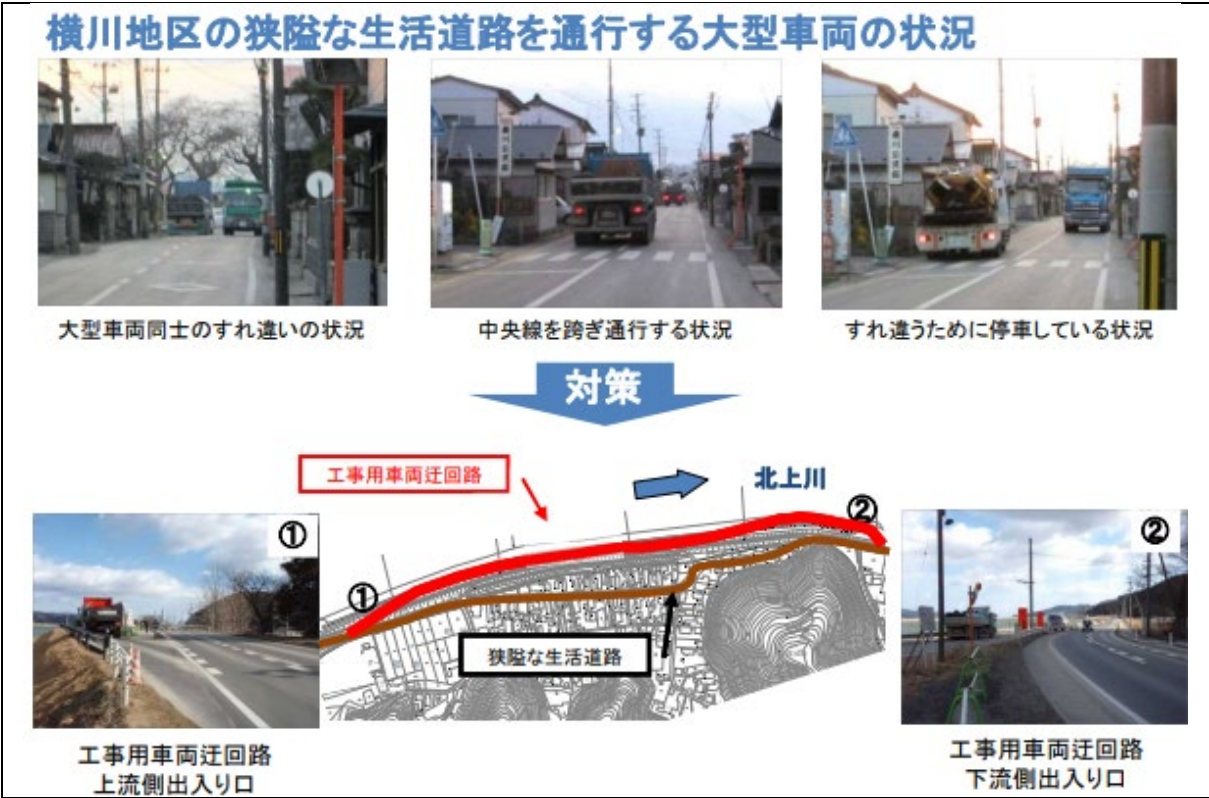 横川地区の狭隘な生活道路を通行する大型車両の状況
大型車両同士のすれ違いの状況
中央線を跨ぎ通行する状況
すれ違うために停車している状況
対策
工事用車両迂回路
北上川
①
②
①
②
狭隘な生活道路
工事用車両迂回路
上流側出入り口
工事用車両迂回路
下流側出入り口